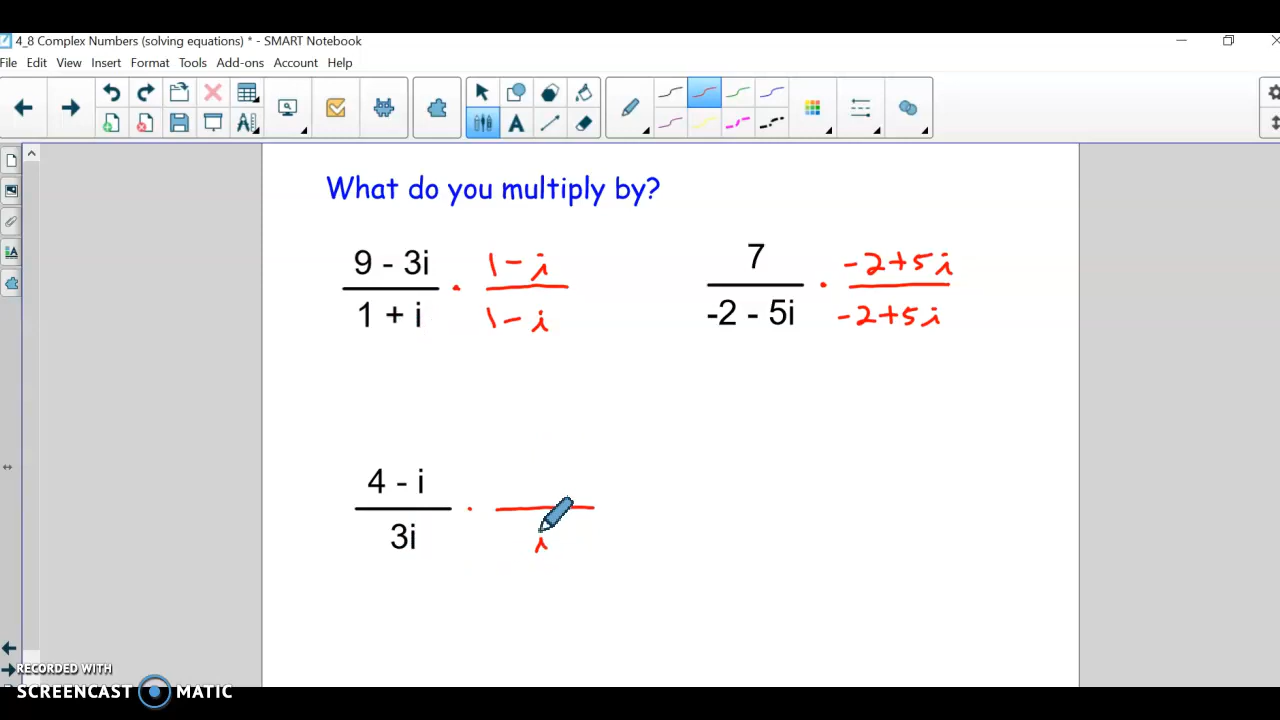 4_8 Complex Numbers (solving equations) * - SMART Notebook
File Edit View Insert Format Tools Add-ons Account Help
What do you multiply by?
9 - 3i
1 + i
· 1 - i
1 - i
7
-2 - 5i
· -2 + 5i
-2 + 5i
4 - i
3i
·
i
RECORDED WITH
SCREENCAST MATIC